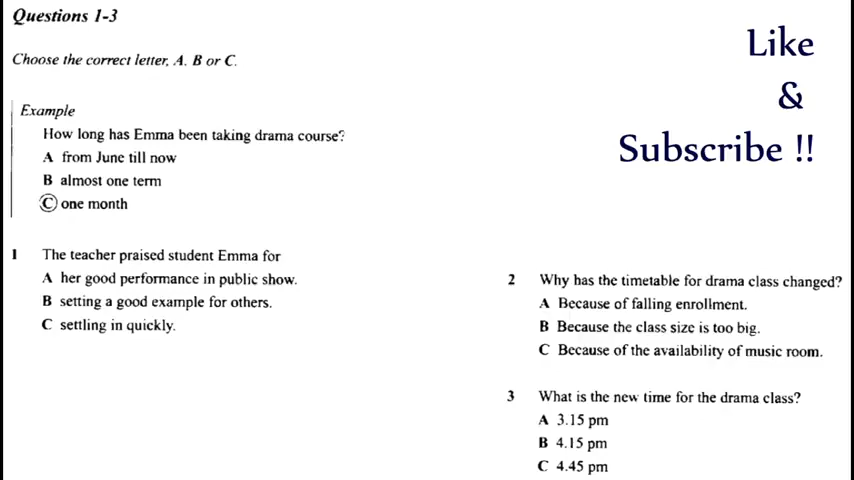 Questions 1-3
Choose the correct letter, A. B or C.
Example
How long has Emma been taking drama course?
A from June till now
B almost one term
C one month
1 The teacher praised student Emma for
A her good performance in public show.
B setting a good example for others.
C settling in quickly.
Like
&
Subscribe !!
2 Why has the timetable for drama class changed?
A Because of falling enrollment.
B Because the class size is too big.
C Because of the availability of music room.
3 What is the new time for the drama class?
A 3.15 pm
B 4.15 pm
C 4.45 pm